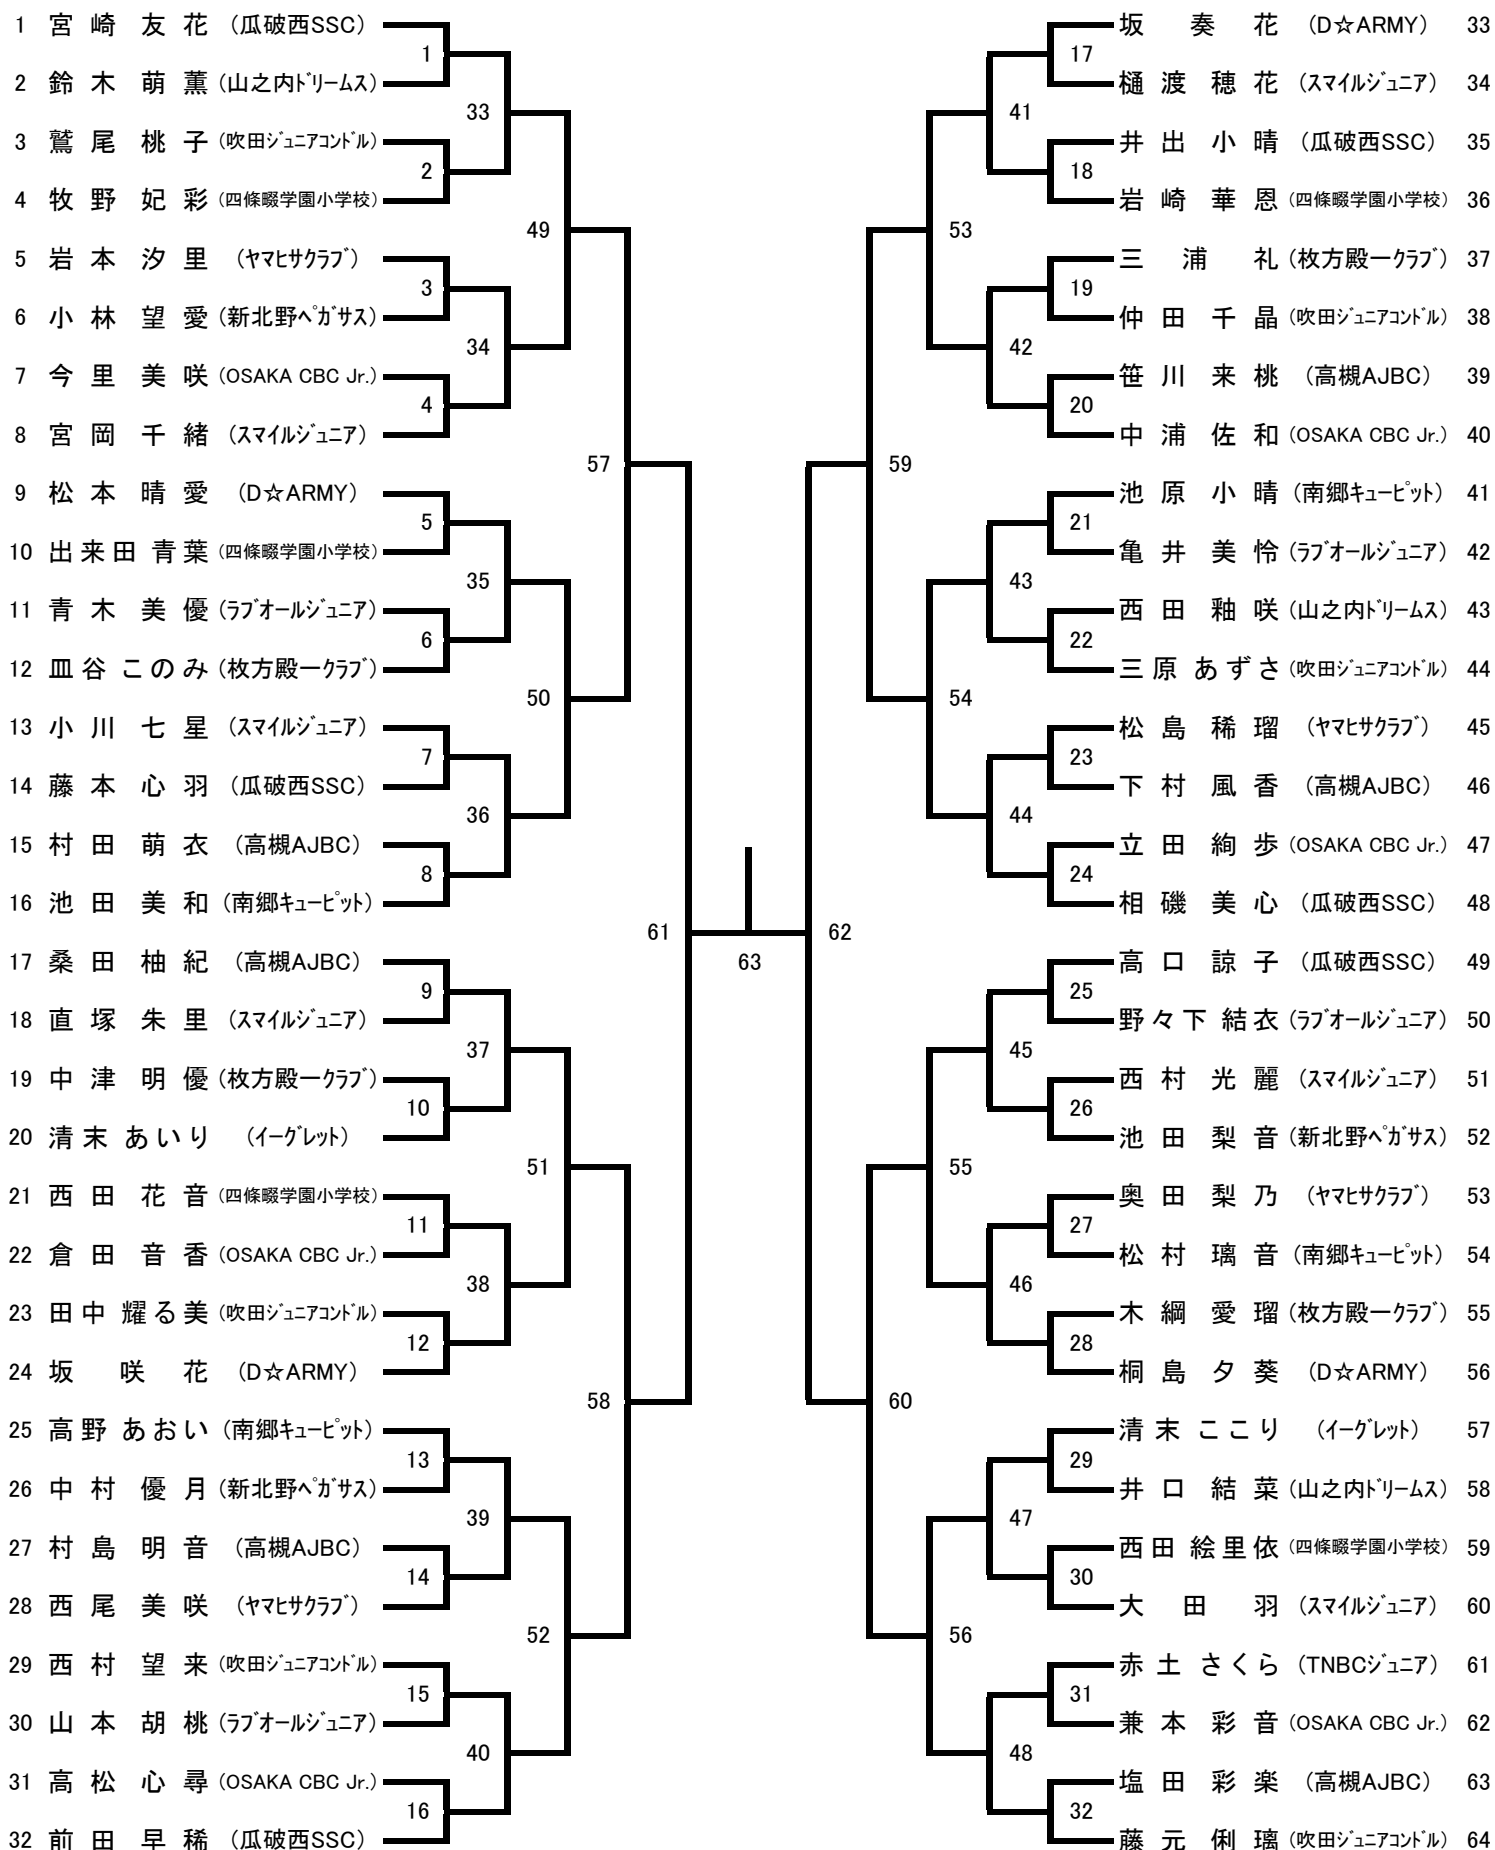 1 宮崎 友花 (瓜破西SSC)
2 鈴木 萌薫 (山之内ﾄﾞﾘｰﾑｽ)
3 鷲尾 桃子 (吹田ｼﾞｭﾆｱｺﾝﾄﾞﾙ)
4 牧野 妃彩 (四條畷学園小学校)
5 岩本 汐里 (ﾔﾏﾋｻｸﾗﾌﾞ)
6 小林 望愛 (新北野ﾍﾟｶﾞｻｽ)
7 今里 美咲 (OSAKA CBC Jr.)
8 宮岡 千緒 (ｽﾏｲﾙｼﾞｭﾆｱ)
9 松本 晴愛 (D☆ARMY)
10 出来田 青葉 (四條畷学園小学校)
11 青木 美優 (ﾗﾌﾞｵｰﾙｼﾞｭﾆｱ)
12 皿谷 このみ (枚方殿一ｸﾗﾌﾞ)
13 小川 七星 (ｽﾏｲﾙｼﾞｭﾆｱ)
14 藤本 心羽 (瓜破西SSC)
15 村田 萌衣 (高槻AJBC)
16 池田 美和 (南郷ｷｭｰﾋﾟｯﾄ)
17 桑田 柚紀 (高槻AJBC)
18 直塚 朱里 (ｽﾏｲﾙｼﾞｭﾆｱ)
19 中津 明優 (枚方殿一ｸﾗﾌﾞ)
20 清末 あいり (ｲｰｸﾞﾚｯﾄ)
21 西田 花音 (四條畷学園小学校)
22 倉田 音香 (OSAKA CBC Jr.)
23 田中 耀る美 (吹田ｼﾞｭﾆｱｺﾝﾄﾞﾙ)
24 坂 咲花 (D☆ARMY)
25 高野 あおい (南郷ｷｭｰﾋﾟｯﾄ)
26 中村 優月 (新北野ﾍﾟｶﾞｻｽ)
27 村島 明音 (高槻AJBC)
28 西尾 美咲 (ﾔﾏﾋｻｸﾗﾌﾞ)
29 西村 望来 (吹田ｼﾞｭﾆｱｺﾝﾄﾞﾙ)
30 山本 胡桃 (ﾗﾌﾞｵｰﾙｼﾞｭﾆｱ)
31 高松 心尋 (OSAKA CBC Jr.)
32 前田 早稀 (瓜破西SSC)
1
2
3
4
5
6
7
8
9
10
11
12
13
14
15
16
33
34
35
36
37
38
39
40
49
50
51
52
57
58
61
63
62
59
60
53
54
55
56
41
42
43
44
45
46
47
48
17
18
19
20
21
22
23
24
25
26
27
28
29
30
31
32
坂 奏花 (D☆ARMY) 33
樋渡 穂花 (ｽﾏｲﾙｼﾞｭﾆｱ) 34
井出 小晴 (瓜破西SSC) 35
岩崎 華恩 (四條畷学園小学校) 36
三浦 礼 (枚方殿一ｸﾗﾌﾞ) 37
仲田 千晶 (吹田ｼﾞｭﾆｱｺﾝﾄﾞﾙ) 38
笹川 来桃 (高槻AJBC) 39
中浦 佐和 (OSAKA CBC Jr.) 40
池原 小晴 (南郷ｷｭｰﾋﾟｯﾄ) 41
亀井 美怜 (ﾗﾌﾞｵｰﾙｼﾞｭﾆｱ) 42
西田 釉咲 (山之内ﾄﾞﾘｰﾑｽ) 43
三原 あずさ (吹田ｼﾞｭﾆｱｺﾝﾄﾞﾙ) 44
松島 稀瑠 (ﾔﾏﾋｻｸﾗﾌﾞ) 45
下村 風香 (高槻AJBC) 46
立田 絢歩 (OSAKA CBC Jr.) 47
相磯 美心 (瓜破西SSC) 48
高口 諒子 (瓜破西SSC) 49
野々下 結衣 (ﾗﾌﾞｵｰﾙｼﾞｭﾆｱ) 50
西村 光麗 (ｽﾏｲﾙｼﾞｭﾆｱ) 51
池田 梨音 (新北野ﾍﾟｶﾞｻｽ) 52
奥田 梨乃 (ﾔﾏﾋｻｸﾗﾌﾞ) 53
松村 璃音 (南郷ｷｭｰﾋﾟｯﾄ) 54
木綱 愛瑠 (枚方殿一ｸﾗﾌﾞ) 55
桐島 夕葵 (D☆ARMY) 56
清末 ここり (ｲｰｸﾞﾚｯﾄ) 57
井口 結菜 (山之内ﾄﾞﾘｰﾑｽ) 58
西田 絵里依 (四條畷学園小学校) 59
大田 羽 (ｽﾏｲﾙｼﾞｭﾆｱ) 60
赤土 さくら (TNBCｼﾞｭﾆｱ) 61
兼本 彩音 (OSAKA CBC Jr.) 62
塩田 彩楽 (高槻AJBC) 63
藤元 俐璃 (吹田ｼﾞｭﾆｱｺﾝﾄﾞﾙ) 64